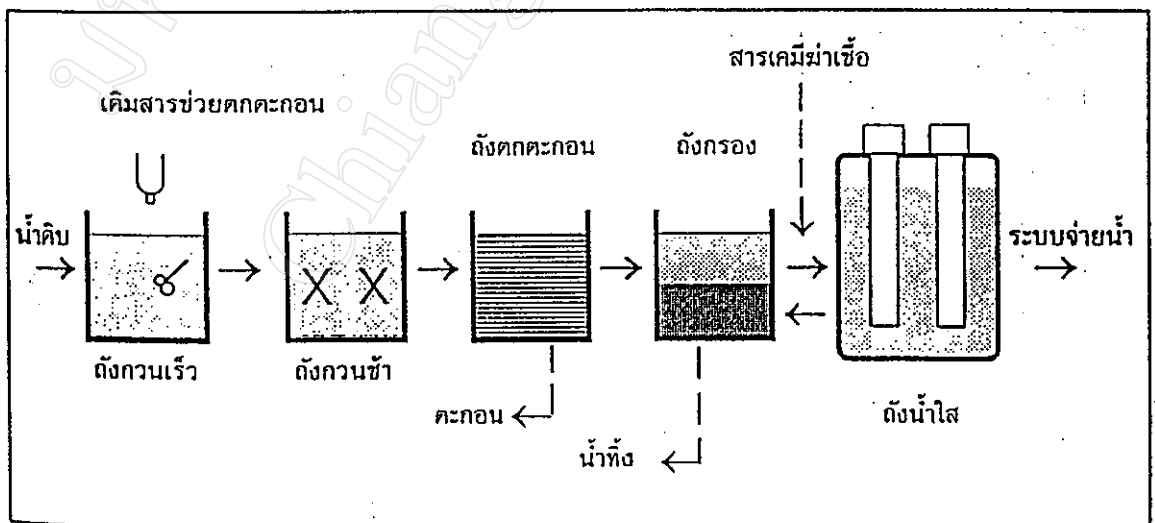 สารเคมีฆ่าเชื้อ
เติมสารช่วยตกตะกอน
ถังตกตะกอน
ถังกรอง
น้ำดิบ
ระบบจ่ายน้ำ
ถังกวนเร็ว
ถังกวนช้า
ตะกอน
น้ำทิ้ง
ถังน้ำใส
Chiang